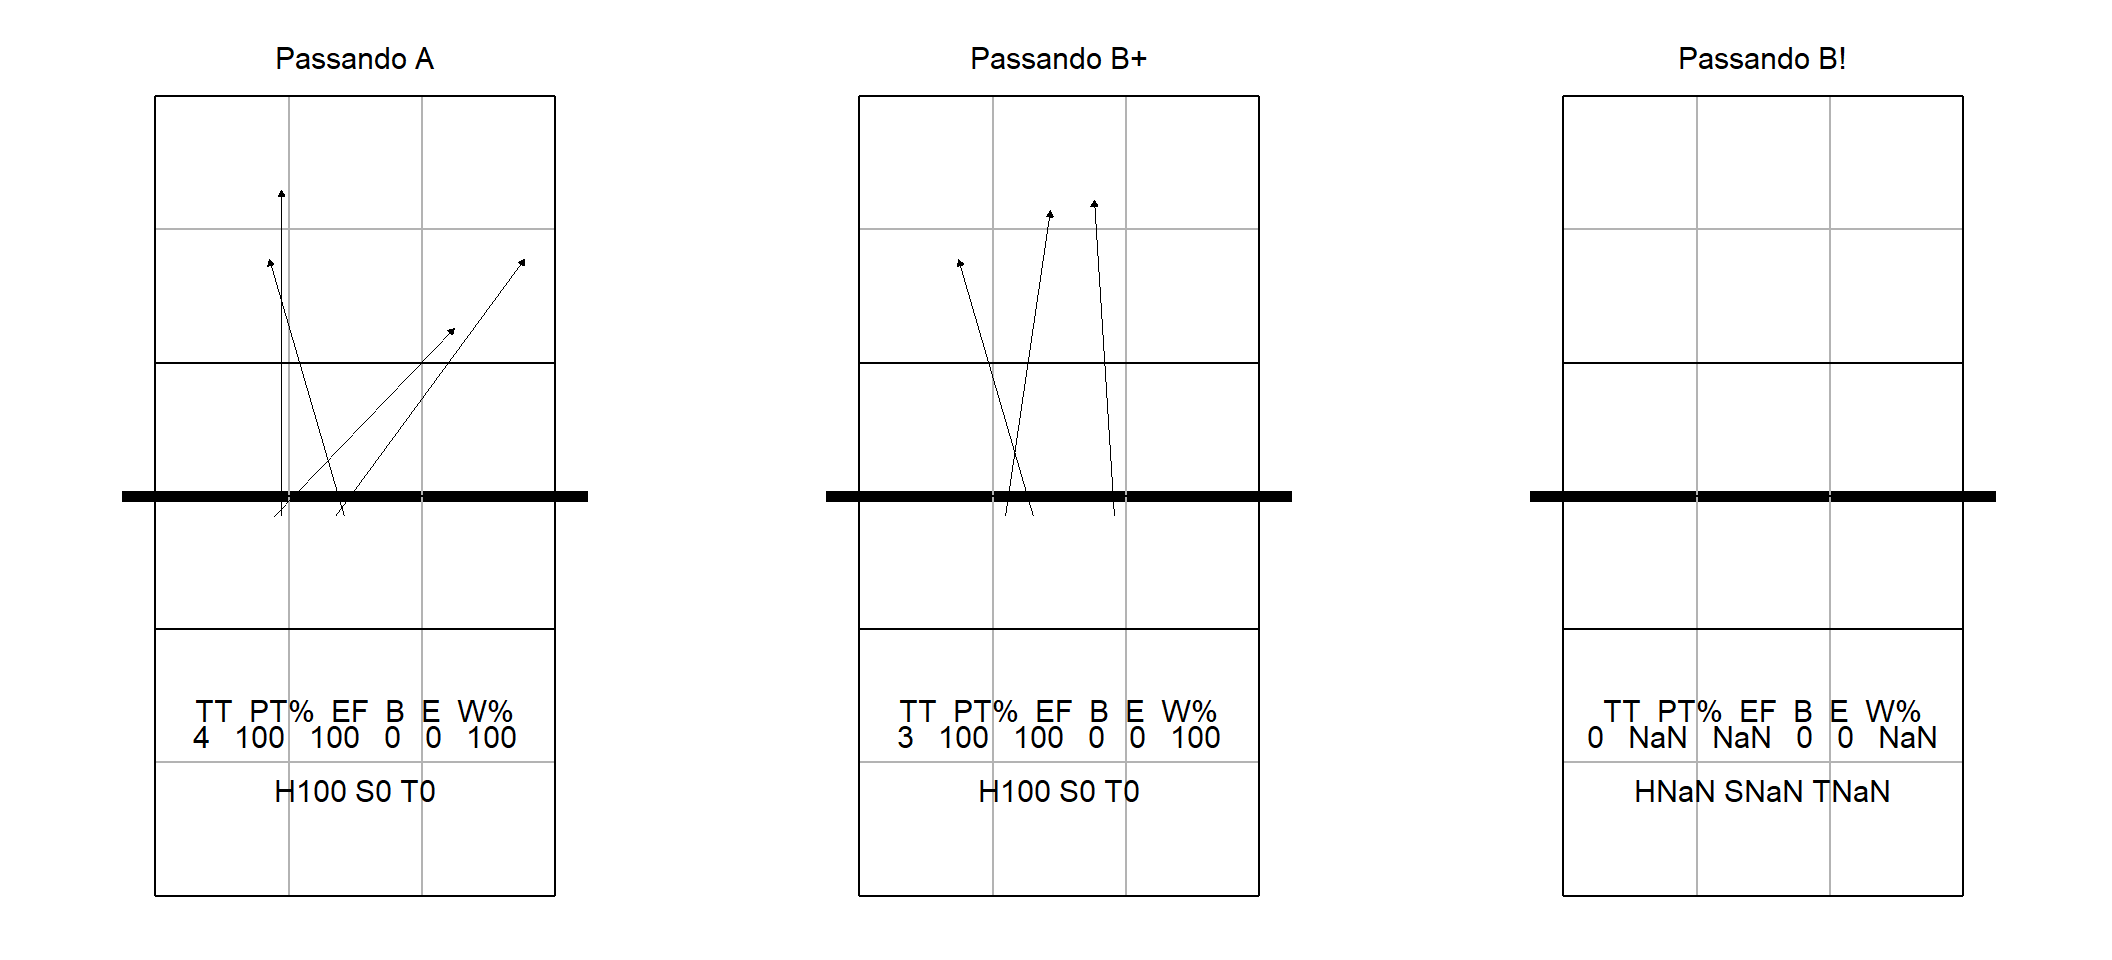 Passando A
TT PT% EF B E W%
4 100 100 0 0 100
H100 S0 T0
Passando B+
TT PT% EF B E W%
3 100 100 0 0 100
H100 S0 T0
Passando B!
TT PT% EF B E W%
0 NaN NaN 0 0 NaN
HNaN SNaN TNaN